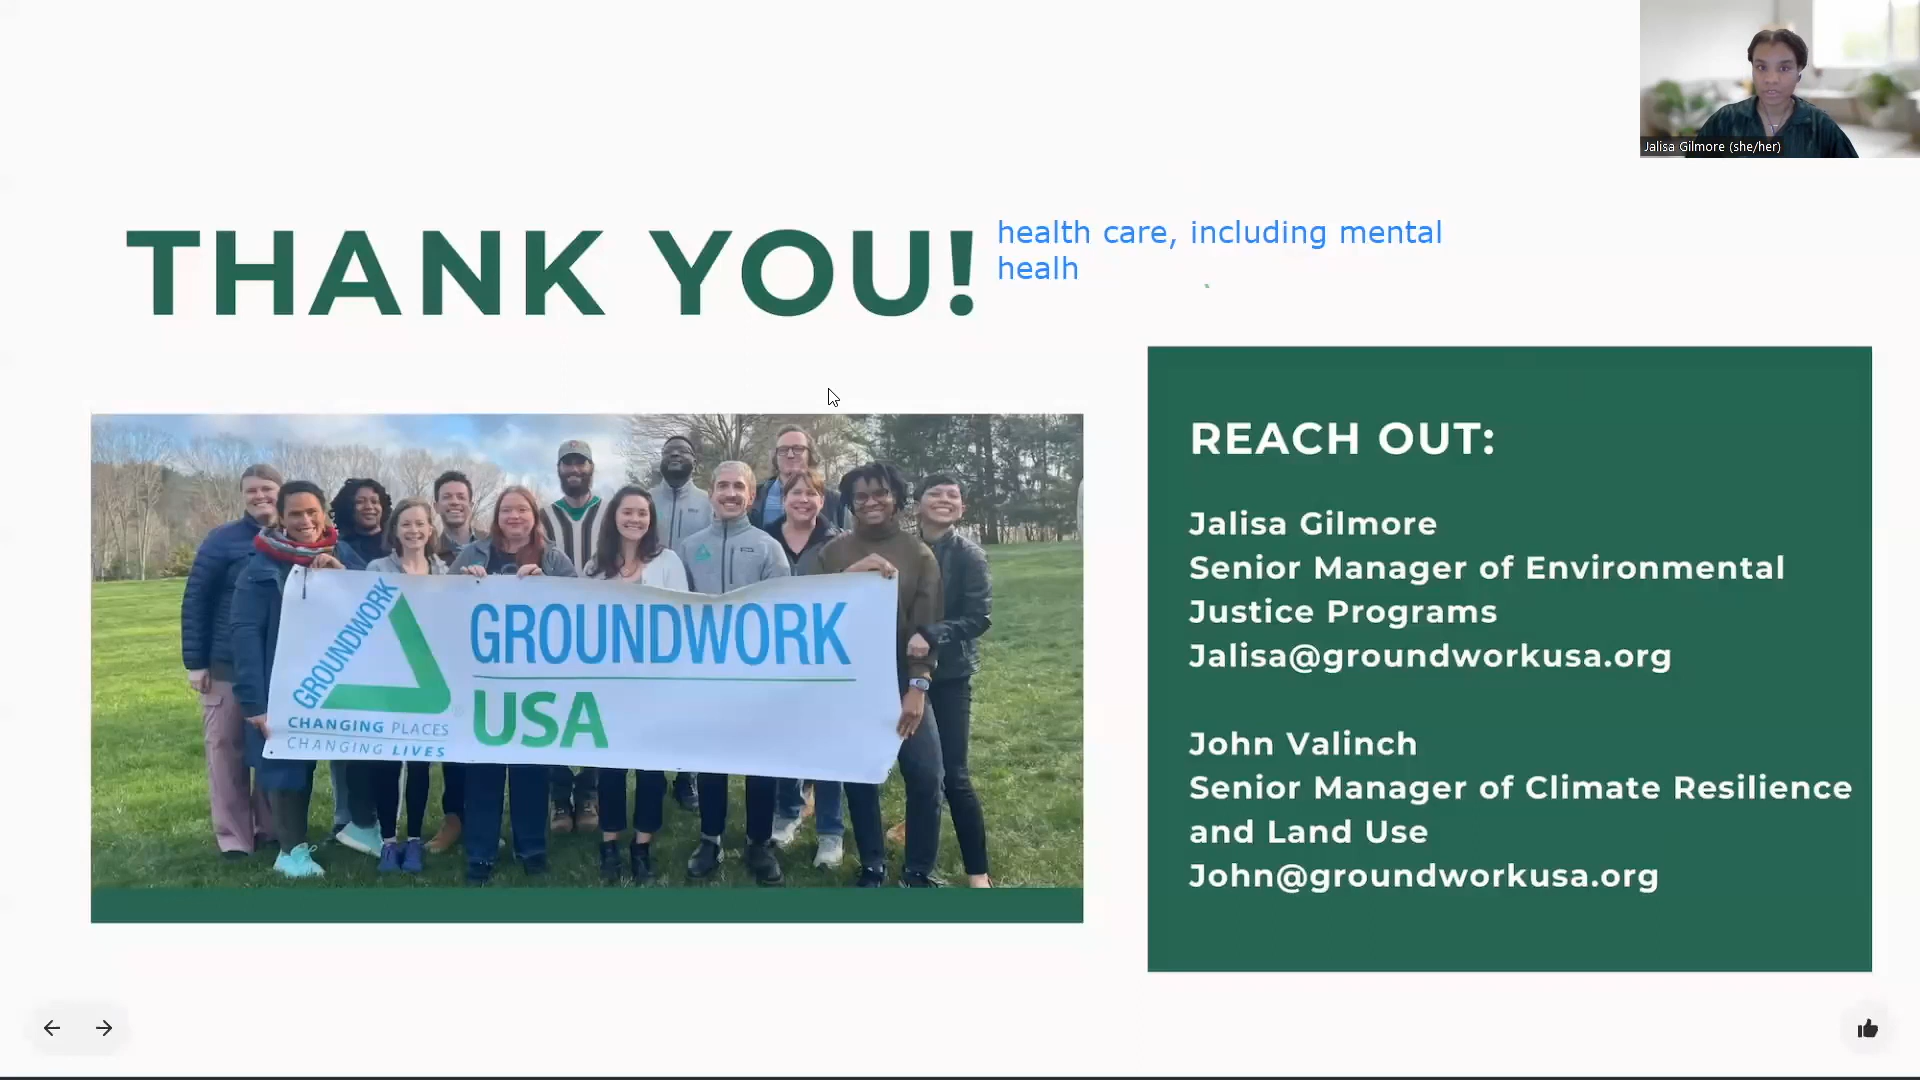 Jalisa Gilmore (she/her)
THANK YOU!
health care, including mental
healh
GROUNDWORK
CHANGING PLACES
CHANGING LIVES
GROUNDWORK
USA
REACH OUT:
Jalisa Gilmore
Senior Manager of Environmental
Justice Programs
Jalisa@groundworkusa.org
John Valinch
Senior Manager of Climate Resilience
and Land Use
John@groundworkusa.org